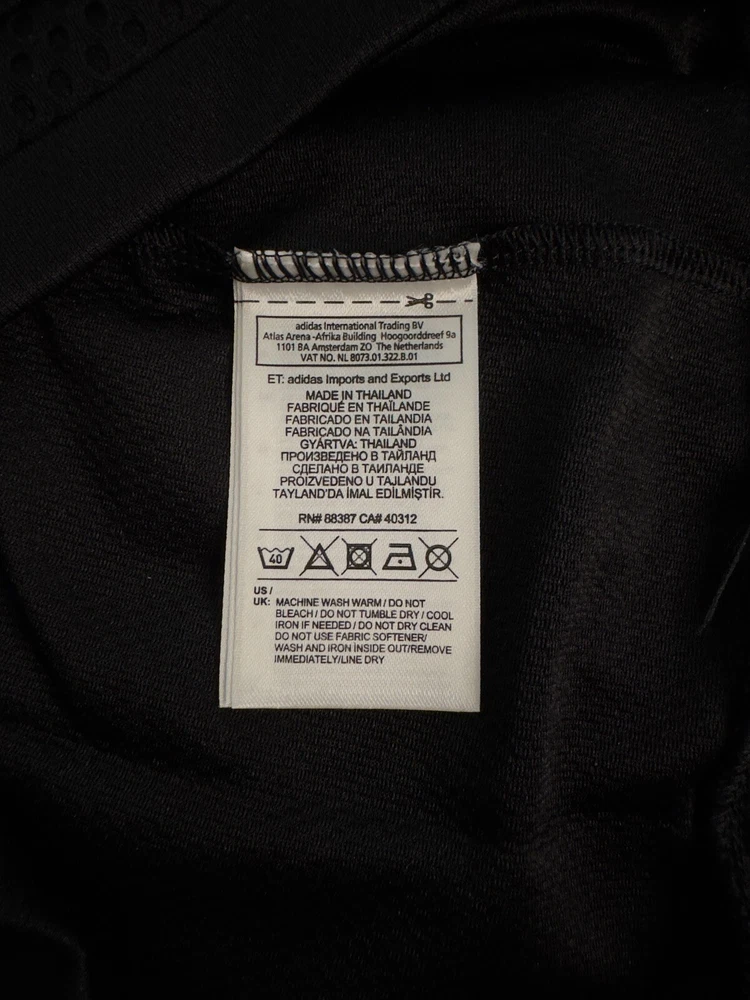 adidas International Trading BV
Atlas Arena-Afrika Building Hoogoorddreef 9a
1101 BA Amsterdam ZO The Netherlands
VAT NO. NL 8073.01.322.B.01
ET: adidas Imports and Exports Ltd
MADE IN THAILAND
FABRIQUÉ EN THAÏLANDE
FABRICADO EN TAILANDIA
FABRICADO NA TAILÂNDIA
GYÁRTVA: THAILAND
ПРОИЗВЕДЕНО В ТАЙЛАНД
СДЕЛАНО В ТАИЛАНДЕ
PROIZVEDENO U TAJLANDU
TAYLAND'DA İMAL EDİLMİŞTİR.
RN# 88387 CA# 40312
40
US /
UK: MACHINE WASH WARM / DO NOT
BLEACH / DO NOT TUMBLE DRY / COOL
IRON IF NEEDED / DO NOT DRY CLEAN
DO NOT USE FABRIC SOFTENER/
WASH AND IRON INSIDE OUT/REMOVE
IMMEDIATELY/LINE DRY